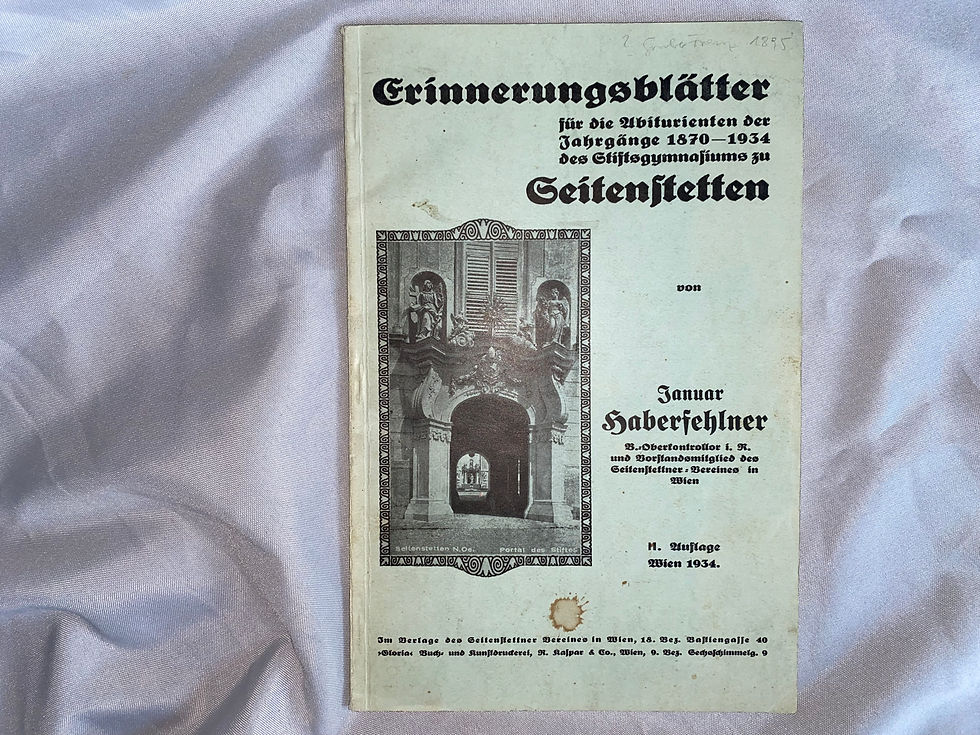 1895
Erinnerungsblätter
für die Abiturienten der
Jahrgänge 1870—1934
des Stiftsgymnasiums zu
Seitenstetten
von
Januar
Haberfehlner
B.-Oberkontrollor i. R.
und Vorstandsmitglied des
Seitenstettner-Vereines in
Wien
Seitenstetten N.Oe. Portal des Stiftes
II. Auflage
Wien 1934.
Im Verlage des Seitenstettner Vereines in Wien, 18. Bez. Bastiengasse 40
»Gloria« Buch- und Kunstdruckerei, R. Kaspar & Co., Wien, 9. Bez. Sechsschimmelg. 9